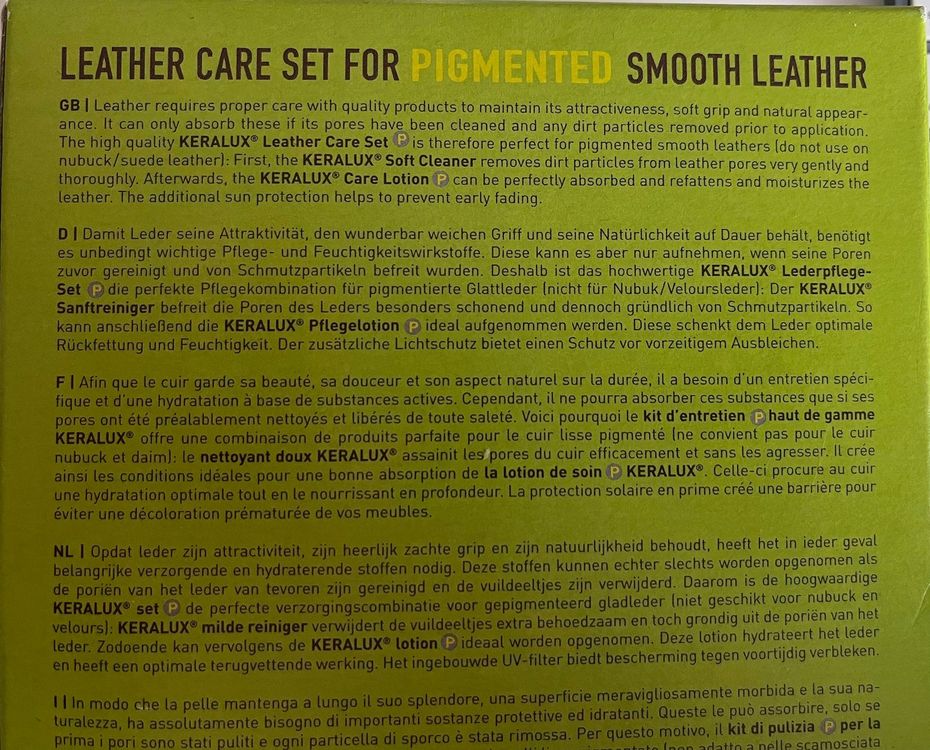 LEATHER CARE SET FOR PIGMENTED SMOOTH LEATHER
GB | Leather requires proper care with quality products to maintain its attractiveness, soft grip and natural appear-
ance. It can only absorb these if its pores have been cleaned and any dirt particles removed prior to application.
The high quality KERALUX® Leather Care Set P is therefore perfect for pigmented smooth leathers (do not use on
nubuck/suede leather): First, the KERALUX® Soft Cleaner removes dirt particles from leather pores very gently and
thoroughly. Afterwards, the KERALUX® Care Lotion P can be perfectly absorbed and refattens and moisturizes the
leather. The additional sun protection helps to prevent early fading.
D | Damit Leder seine Attraktivität, den wunderbar weichen Griff und seine Natürlichkeit auf Dauer behält, benötigt
es unbedingt wichtige Pflege- und Feuchtigkeitswirkstoffe. Diese kann es aber nur aufnehmen, wenn seine Poren
zuvor gereinigt und von Schmutzpartikeln befreit wurden. Deshalb ist das hochwertige KERALUX® Lederpflege-
Set P die perfekte Pflegekombination für pigmentierte Glattleder (nicht für Nubuk/Veloursleder): Der KERALUX®
Sanftreiniger befreit die Poren des Leders besonders schonend und dennoch gründlich von Schmutzpartikeln. So
kann anschließend die KERALUX® Pflegelotion P ideal aufgenommen werden. Diese schenkt dem Leder optimale
Rückfettung und Feuchtigkeit. Der zusätzliche Lichtschutz bietet einen Schutz vor vorzeitigem Ausbleichen.
F | Afin que le cuir garde sa beauté, sa douceur et son aspect naturel sur la durée, il a besoin d'un entretien spéci-
fique et d'une hydratation à base de substances actives. Cependant, il ne pourra absorber ces substances que si ses
pores ont été préalablement nettoyés et libérés de toute saleté. Voici pourquoi le kit d'entretien P haut de gamme
KERALUX® offre une combinaison de produits parfaite pour le cuir lisse pigmenté (ne convient pas pour le cuir
nubuck et daim): le nettoyant doux KERALUX® assainit les pores du cuir efficacement et sans les agresser. Il crée
ainsi les conditions idéales pour une bonne absorption de la lotion de soin P KERALUX®. Celle-ci procure au cuir
une hydratation optimale tout en le nourrissant en profondeur. La protection solaire en prime créé une barrière pour
éviter une décoloration prématurée de vos meubles.
NL | Opdat leder zijn attractiviteit, zijn heerlijk zachte grip en zijn natuurlijkheid behoudt, heeft het in ieder geval
belangrijke verzorgende en hydraterende stoffen nodig. Deze stoffen kunnen echter slechts worden opgenomen als
de poriën van het leder van tevoren zijn gereinigd en de vuildeeltjes zijn verwijderd. Daarom is de hoogwaardige
KERALUX® set P de perfecte verzorgingscombinatie voor gepigmenteerd gladleder (niet geschikt voor nubuck en
velours): KERALUX® milde reiniger verwijdert de vuildeeltjes extra behoedzaam en toch grondig uit de poriën van het
leder. Zodoende kan vervolgens de KERALUX® lotion P ideaal worden opgenomen. Deze lotion hydrateert het leder
en heeft een optimale terugvettende werking. Het ingebouwde UV-filter biedt bescherming tegen voortijdig verbleken.
I | In modo che la pelle mantenga a lungo il suo splendore, una superficie meravigliosamente morbida e la sua na-
turalezza, ha assolutamente bisogno di importanti sostanze protettive ed idratanti. Queste le può assorbire, solo se
prima i pori sono stati puliti e ogni particella di sporco è stata rimossa. Per questo motivo, il kit di pulizia P per la
(non adatto a pelle scamosciata